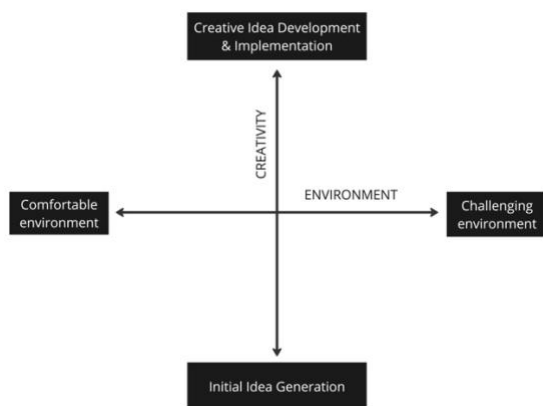 Creative Idea Development
& Implementation
CREATIVITY
ENVIRONMENT
Comfortable
environment
Challenging
environment
Initial Idea Generation